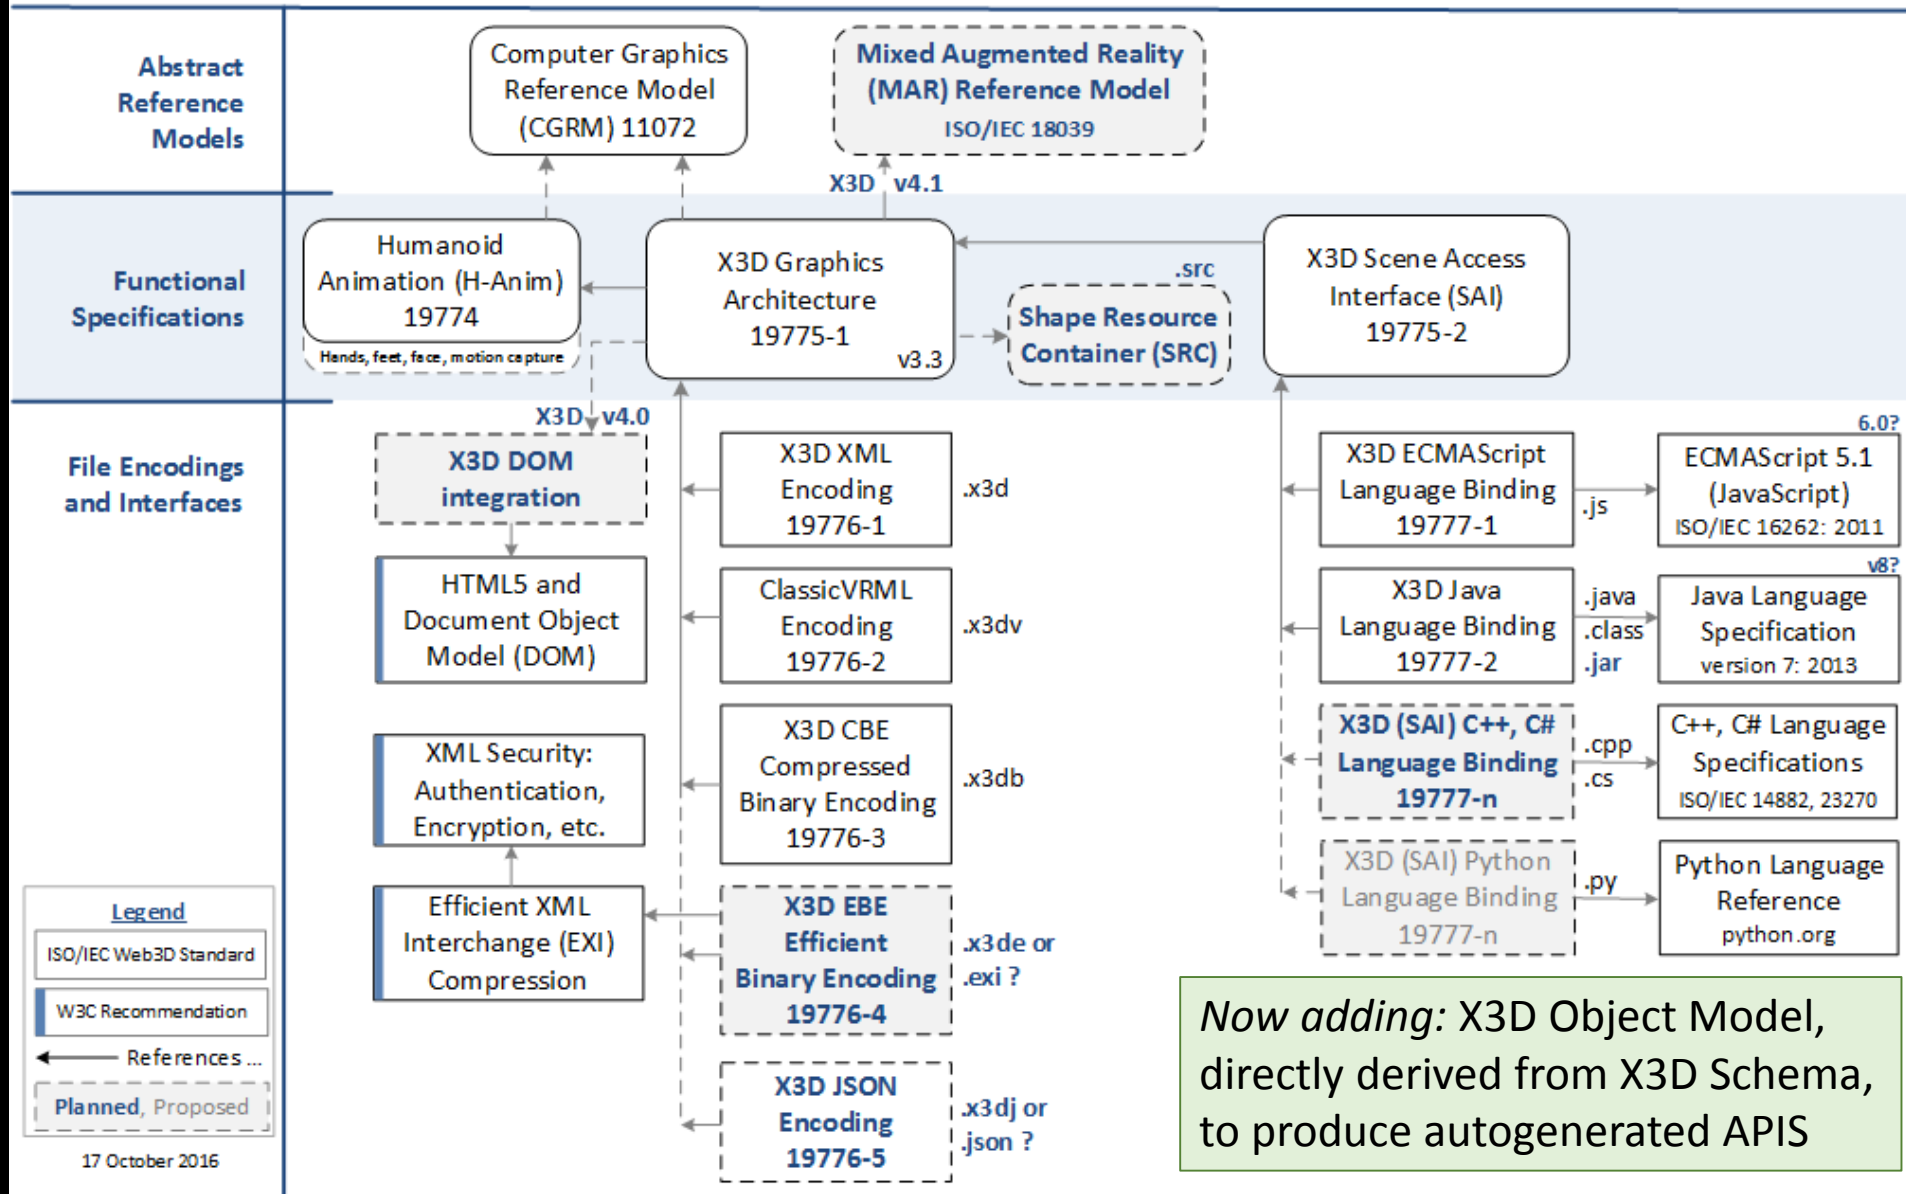 Abstract
Reference
Models
Computer Graphics
Reference Model
(CGRM) 11072
Mixed Augmented Reality
(MAR) Reference Model
ISO/IEC 18039
X3D v4.1
Functional
Specifications
Humanoid
Animation (H-Anim)
19774
Hands, feet, face, motion capture
X3D Graphics
Architecture
19775-1
v3.3
.src
Shape Resource
Container (SRC)
X3D Scene Access
Interface (SAI)
19775-2
File Encodings
and Interfaces
X3D v4.0
X3D DOM
integration
HTML5 and
Document Object
Model (DOM)
XML Security:
Authentication,
Encryption, etc.
Efficient XML
Interchange (EXI)
Compression
X3D XML
Encoding
19776-1
.x3d
ClassicVRML
Encoding
19776-2
.x3dv
X3D CBE
Compressed
Binary Encoding
19776-3
.x3db
X3D EBE
Efficient
Binary Encoding
19776-4
.x3de or
.exi ?
X3D JSON
Encoding
19776-5
.x3dj or
.json ?
X3D ECMAScript
Language Binding
19777-1
.js
6.0?
ECMAScript 5.1
(JavaScript)
ISO/IEC 16262: 2011
X3D Java
Language Binding
19777-2
.java
.class
.jar
v8?
Java Language
Specification
version 7: 2013
X3D (SAI) C++, C#
Language Binding
19777-n
.cpp
.cs
C++, C# Language
Specifications
ISO/IEC 14882, 23270
X3D (SAI) Python
Language Binding
19777-n
.py
Python Language
Reference
python.org
Legend
ISO/IEC Web3D Standard
W3C Recommendation
References ...
Planned, Proposed
17 October 2016
Now adding: X3D Object Model,
directly derived from X3D Schema,
to produce autogenerated APIS